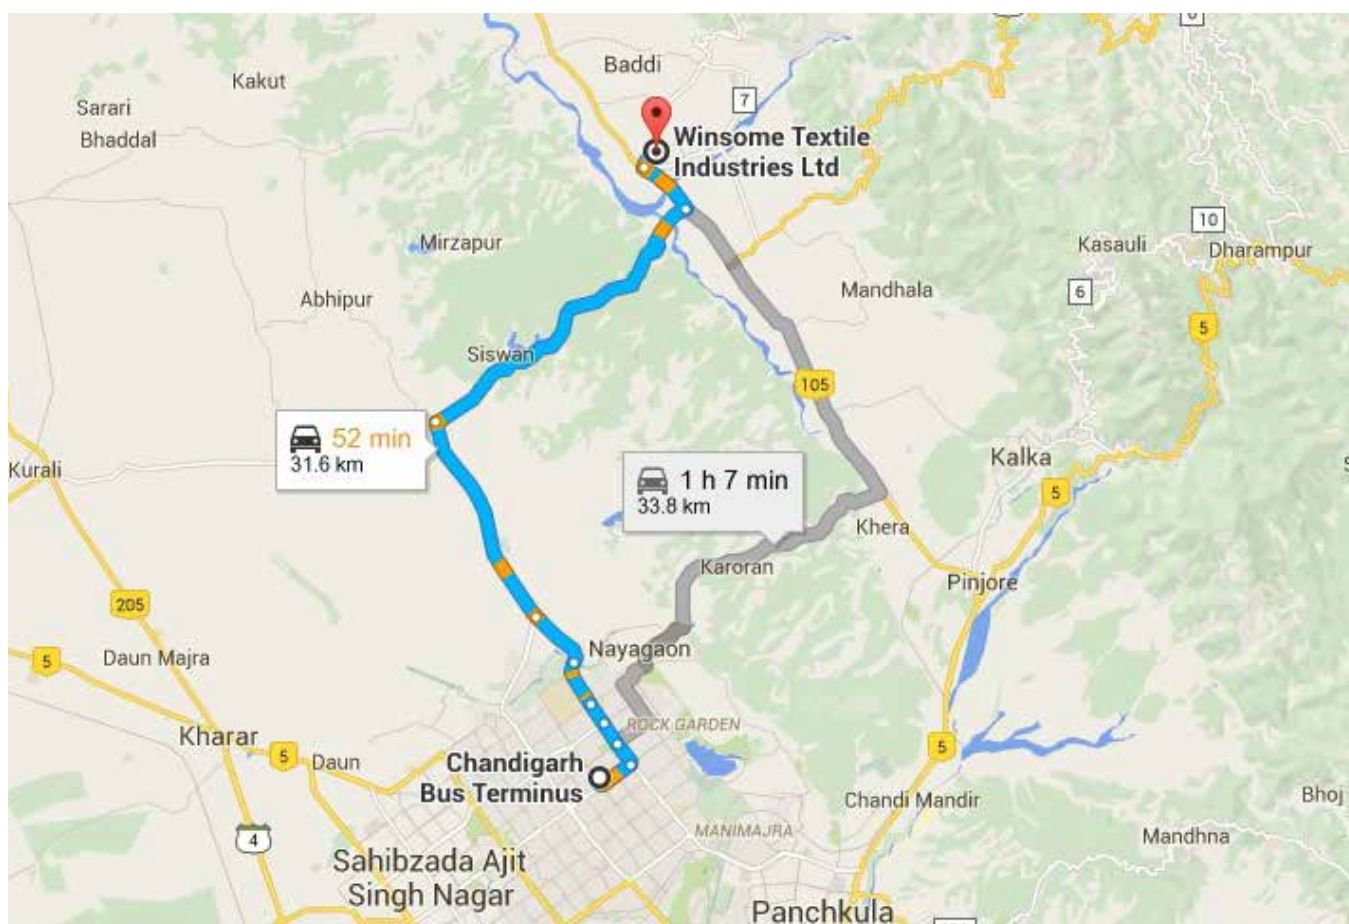 Baddi
Kakut
7
8
Sarari
Bhaddal
Winsome Textile
Industries Ltd
10
Mirzapur
Kasauli
Dharampur
Abhipur
6
Mandhala
5
Siswan
105
52 min
31.6 km
Kurali
1 h 7 min
33.8 km
Kalka
5
Khera
Karoran
Pinjore
205
Nayagaon
5
Daun Majra
ROCK GARDEN
Kharar
5
Daun
5
Chandigarh
Bus Terminus
Chandi Mandir
Bhoj
MANIMAJRA
Mandhna
4
Sahibzada Ajit
Singh Nagar
Panchkula